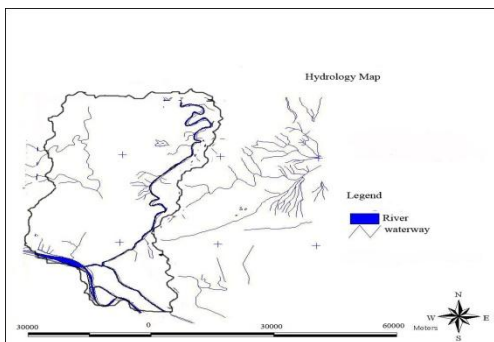 Hydrology Map
Legend
River
waterway
N
W E
S
30000 0 30000 60000
Meters